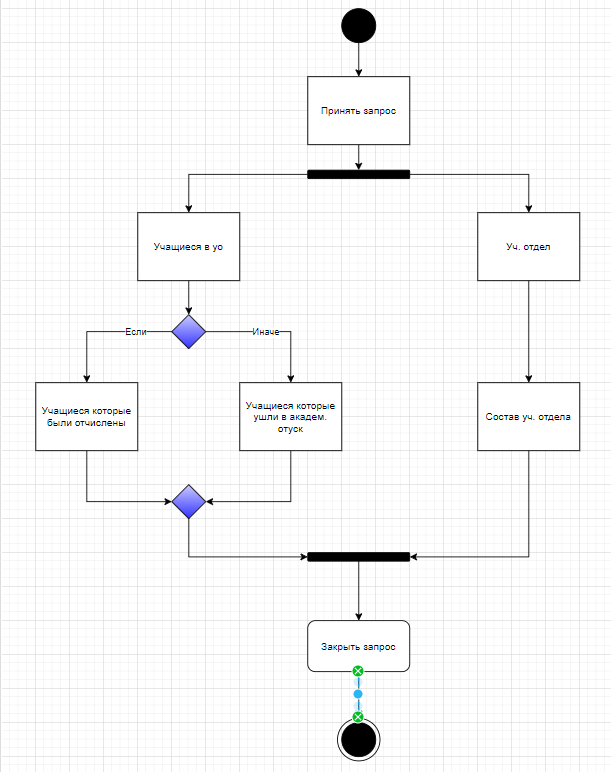 Принять запрос
Учащиеся в уо
Уч. отдел
Если
Иначе
Учащиеся которые
были отчислены
Учащиеся которые
ушли в академ.
отуск
Состав уч. отдела
Закрыть запрос